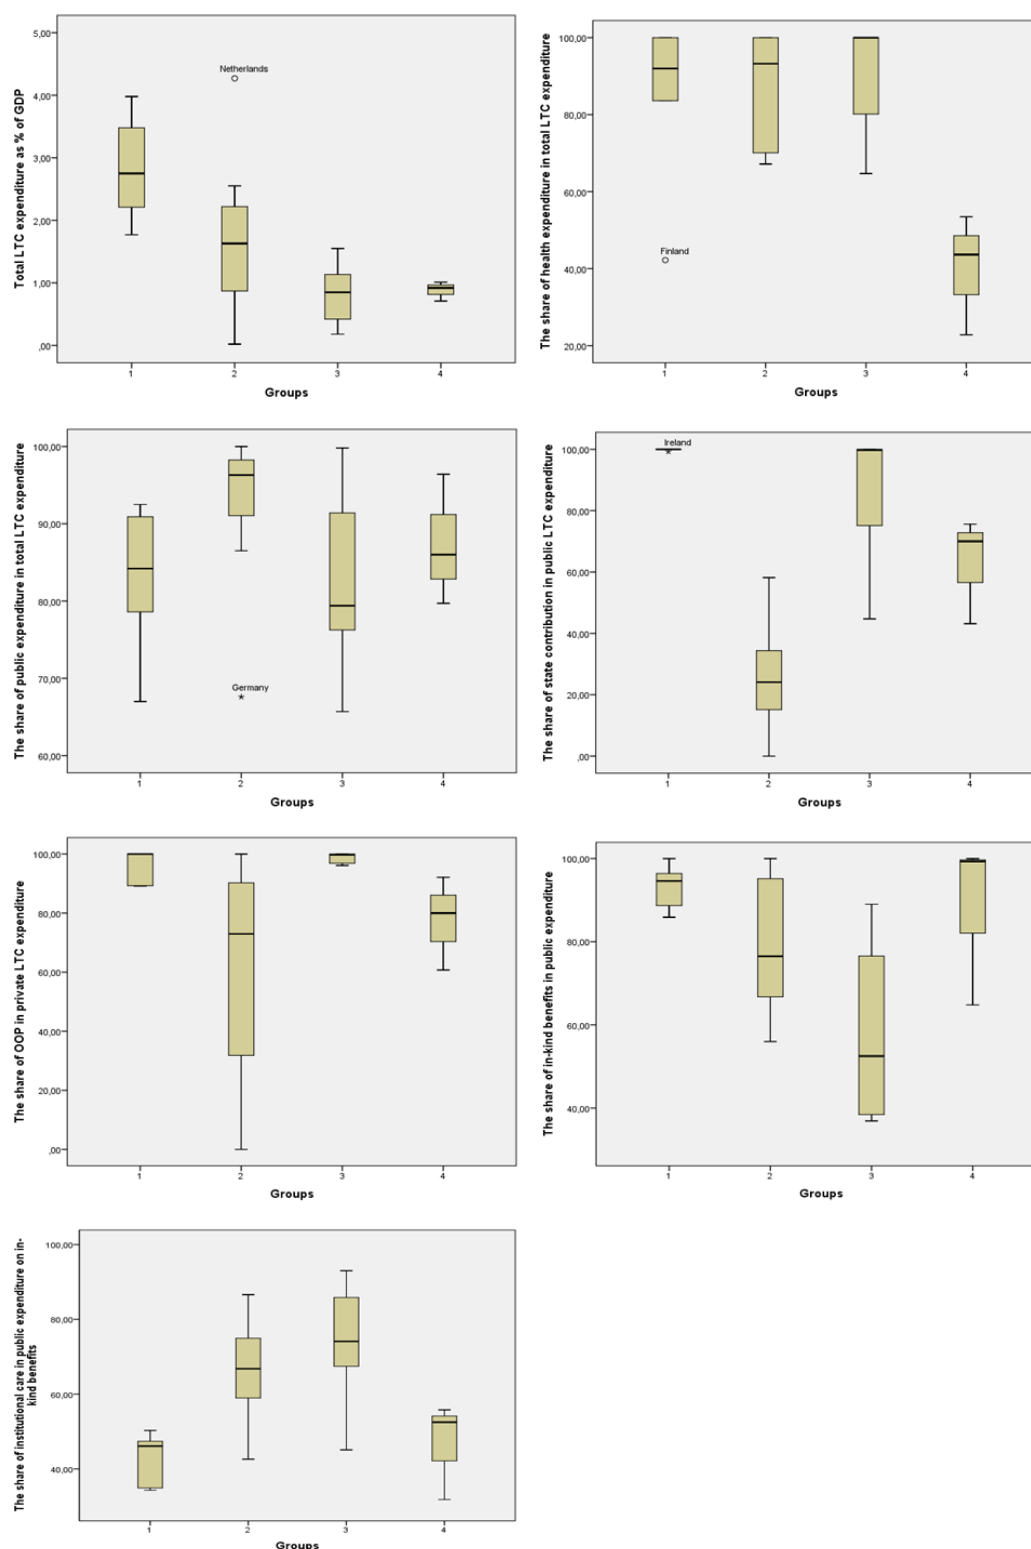 Total LTC expenditure as % of GDP
5,00
4,00
3,00
2,00
1,00
,00
Netherlands
1 2 3 4
Groups
The share of health expenditure in total LTC expenditure
100,00
80,00
60,00
40,00
20,00
Finland
1 2 3 4
Groups
The share of public expenditure in total LTC expenditure
100,00
90,00
80,00
70,00
60,00
Germany
1 2 3 4
Groups
The share of state contribution in public LTC expenditure
100,00
80,00
60,00
40,00
20,00
,00
Ireland
1 2 3 4
Groups
The share of OOP in private LTC expenditure
100,00
80,00
60,00
40,00
20,00
,00
1 2 3 4
Groups
The share of in-kind benefits in public expenditure
100,00
80,00
60,00
40,00
1 2 3 4
Groups
The share of institutional care in public expenditure on in-
kind benefits
100,00
80,00
60,00
40,00
1 2 3 4
Groups